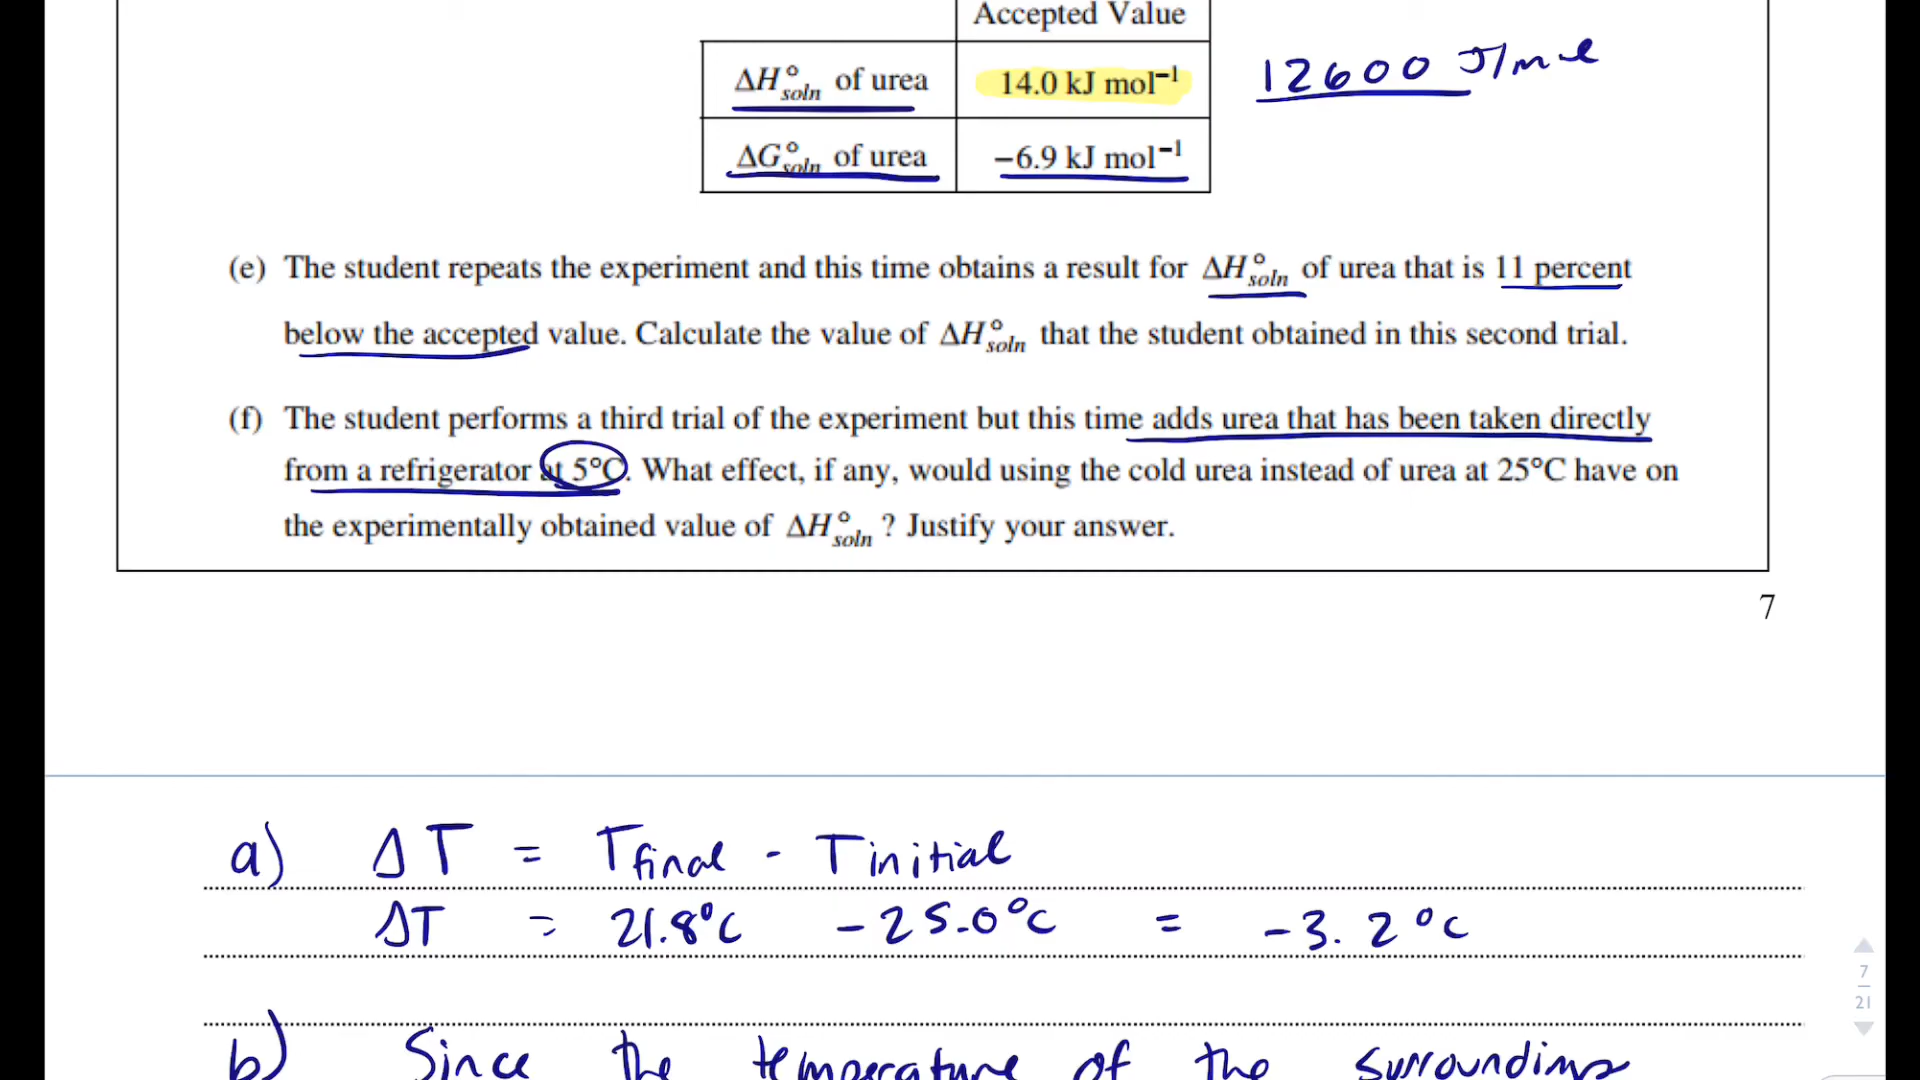 Accepted Value
ΔH°soln of urea 14.0 kJ mol⁻¹ 12600 J/mol
ΔG°soln of urea −6.9 kJ mol⁻¹
(e) The student repeats the experiment and this time obtains a result for ΔH°soln of urea that is 11 percent
below the accepted value. Calculate the value of ΔH°soln that the student obtained in this second trial.
(f) The student performs a third trial of the experiment but this time adds urea that has been taken directly
from a refrigerator at 5°C. What effect, if any, would using the cold urea instead of urea at 25°C have on
the experimentally obtained value of ΔH°soln ? Justify your answer.
7
a) ΔT = Tfinal - Tinitial
ΔT = 21.8°C - 25.0°C = -3.2°C
7
21
b) Since the temperature of the surroundings